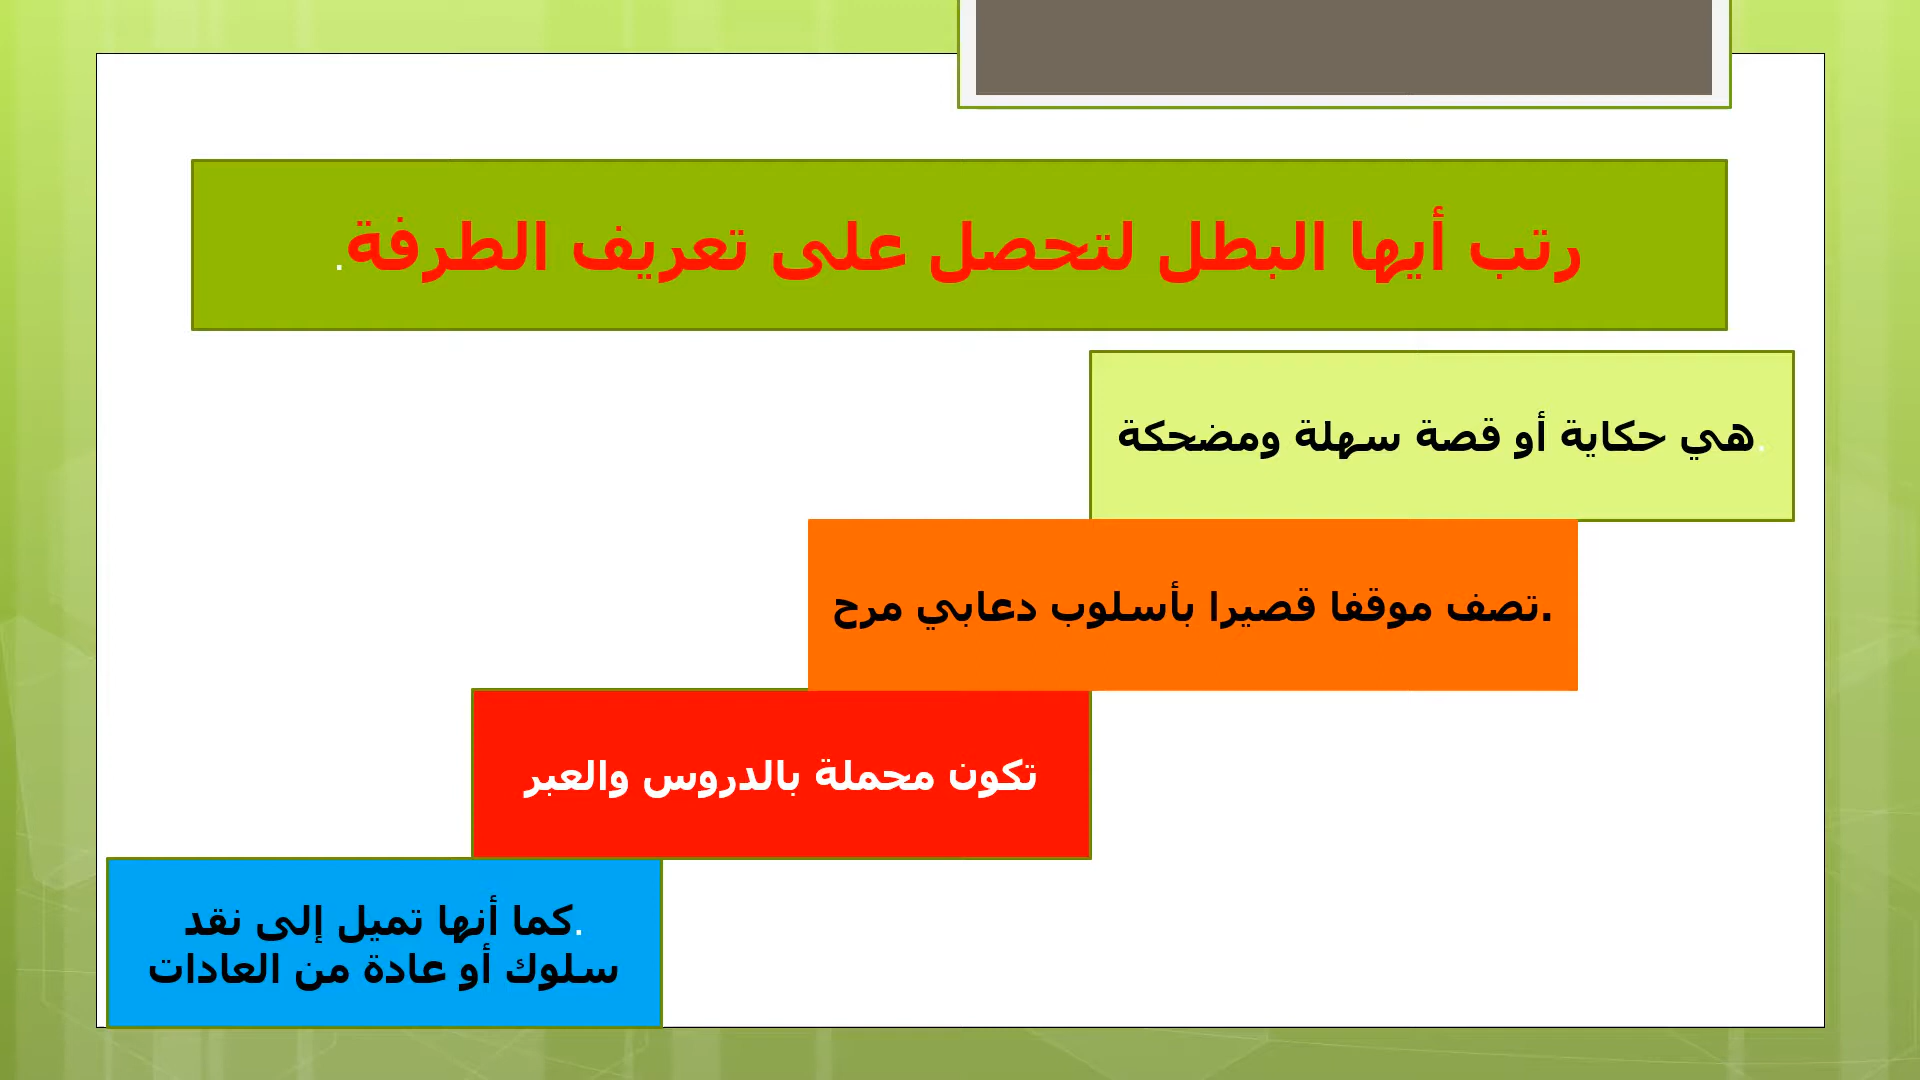 رتب أيها البطل لتحصل على تعريف الطرفة.
.هي حكاية أو قصة سهلة ومضحكة
.تصف موقفا قصيرا بأسلوب دعابي مرح
تكون محملة بالدروس والعبر
.كما أنها تميل إلى نقد
سلوك أو عادة من العادات